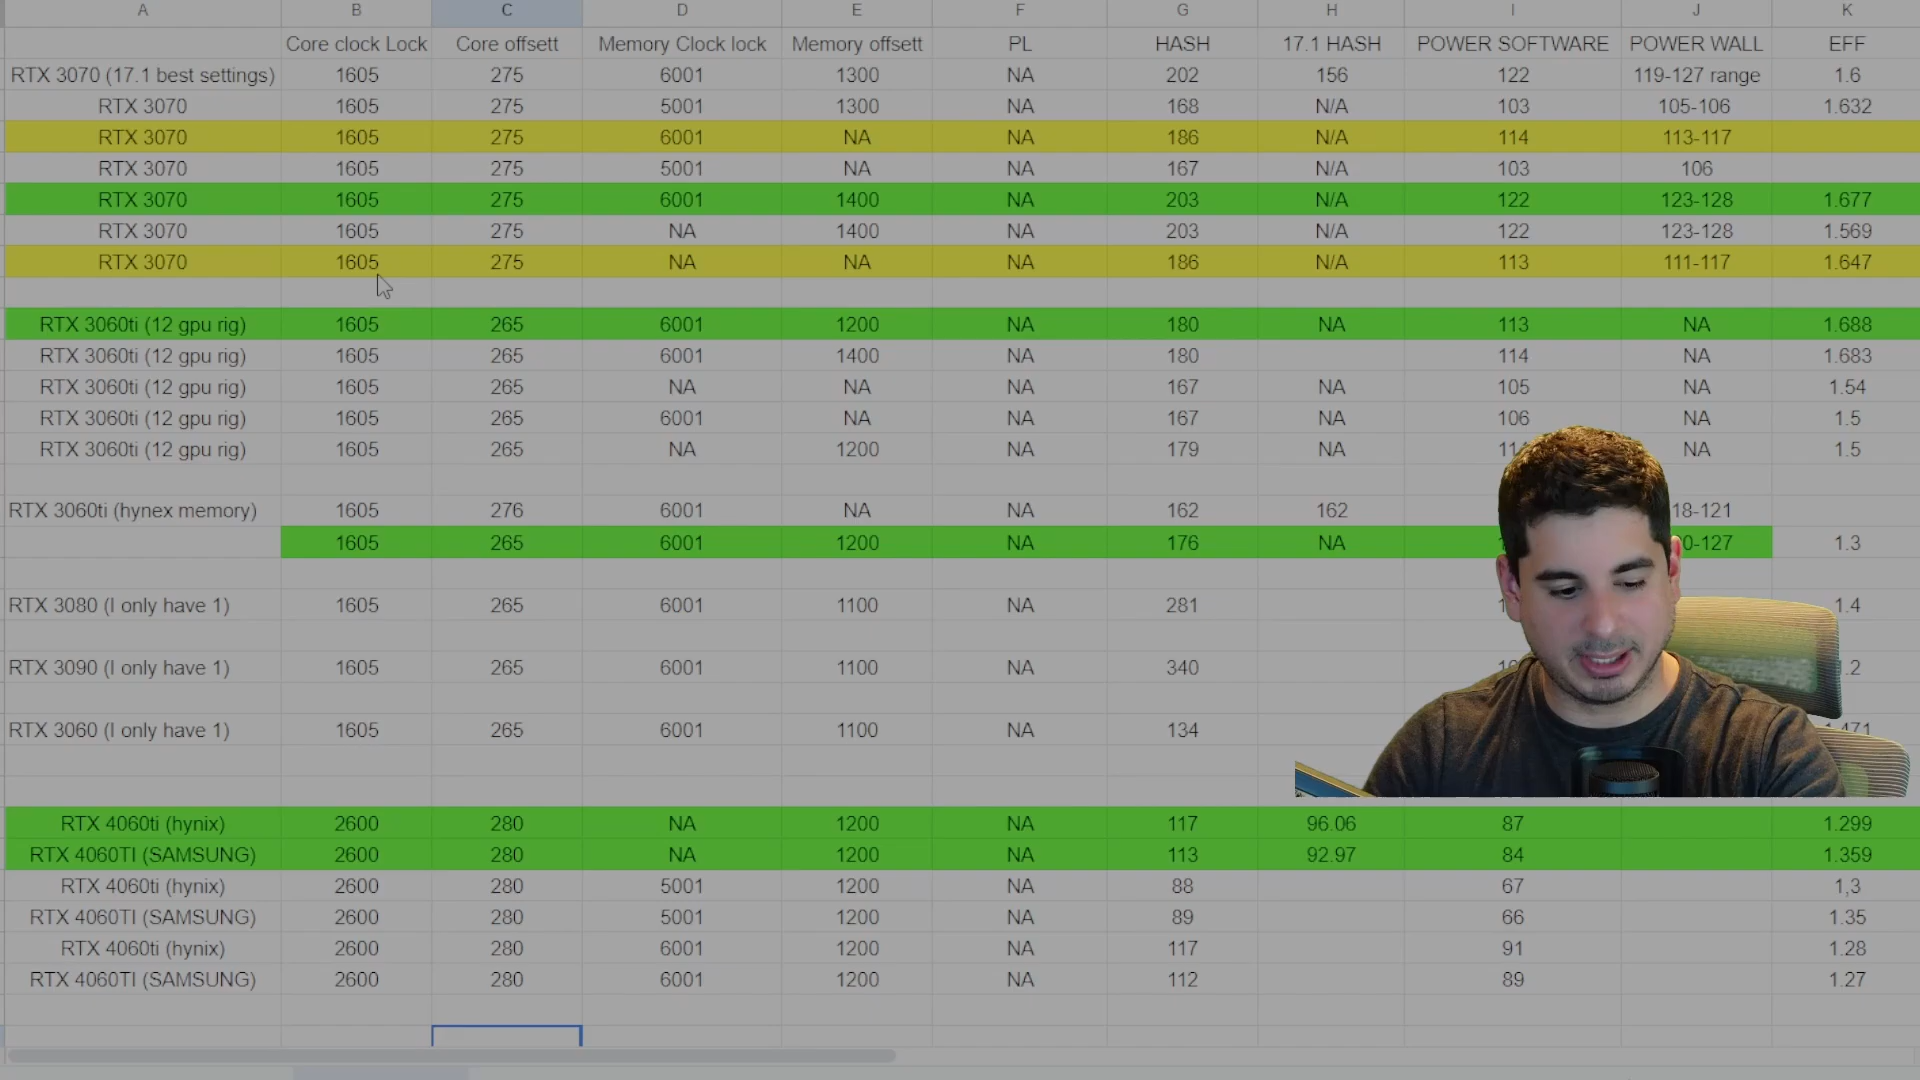 A B C D E F G H I J K
Core clock Lock Core offsett Memory Clock lock Memory offsett PL HASH 17.1 HASH POWER SOFTWARE POWER WALL EFF
RTX 3070 (17.1 best settings) 1605 275 6001 1300 NA 202 156 122 119-127 range 1.6
RTX 3070 1605 275 5001 1300 NA 168 N/A 103 105-106 1.632
RTX 3070 1605 275 6001 NA NA 186 N/A 114 113-117
RTX 3070 1605 275 5001 NA NA 167 N/A 103 106
RTX 3070 1605 275 6001 1400 NA 203 N/A 122 123-128 1.677
RTX 3070 1605 275 NA 1400 NA 203 N/A 122 123-128 1.569
RTX 3070 1605 275 NA NA NA 186 N/A 113 111-117 1.647
RTX 3060ti (12 gpu rig) 1605 265 6001 1200 NA 180 NA 113 NA 1.688
RTX 3060ti (12 gpu rig) 1605 265 6001 1400 NA 180 114 NA 1.683
RTX 3060ti (12 gpu rig) 1605 265 NA NA NA 167 NA 105 NA 1.54
RTX 3060ti (12 gpu rig) 1605 265 6001 NA NA 167 NA 106 NA 1.5
RTX 3060ti (12 gpu rig) 1605 265 NA 1200 NA 179 NA NA 1.5
RTX 3060ti (hynex memory) 1605 276 6001 NA NA 162 162 18-121
1605 265 6001 1200 NA 176 NA 0-127 1.3
RTX 3080 (I only have 1) 1605 265 6001 1100 NA 281 1.4
RTX 3090 (I only have 1) 1605 265 6001 1100 NA 340 .2
RTX 3060 (I only have 1) 1605 265 6001 1100 NA 134
RTX 4060ti (hynix) 2600 280 NA 1200 NA 117 96.06 87 1.299
RTX 4060TI (SAMSUNG) 2600 280 NA 1200 NA 113 92.97 84 1.359
RTX 4060ti (hynix) 2600 280 5001 1200 NA 88 67 1,3
RTX 4060TI (SAMSUNG) 2600 280 5001 1200 NA 89 66 1.35
RTX 4060ti (hynix) 2600 280 6001 1200 NA 117 91 1.28
RTX 4060TI (SAMSUNG) 2600 280 6001 1200 NA 112 89 1.27